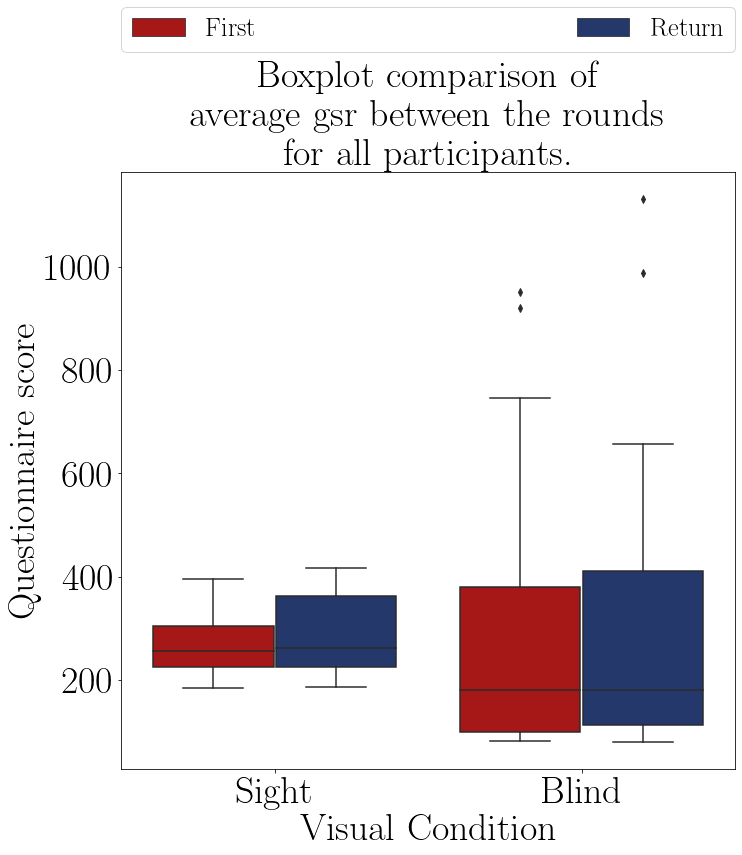 First
Return
Boxplot comparison of
average gsr between the rounds
for all participants.
1000
800
600
400
200
Questionnaire score
Sight
Blind
Visual Condition